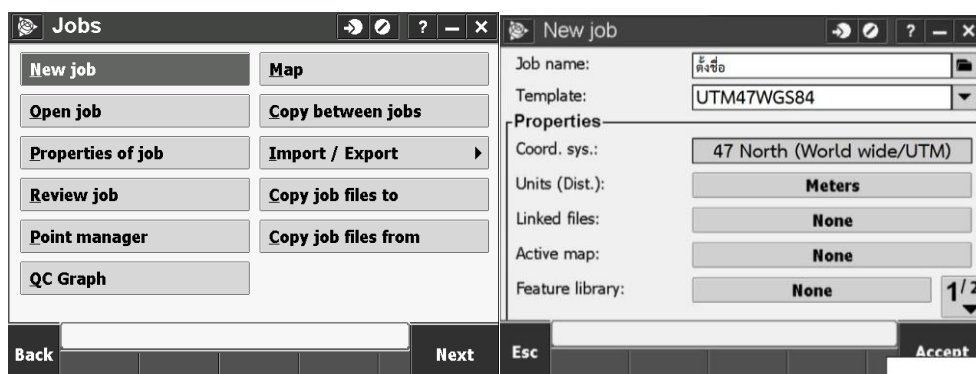 Jobs ? – ×
New job
Map
Open job
Copy between jobs
Properties of job
Import / Export
Review job
Copy job files to
Point manager
Copy job files from
QC Graph
Back
Next
New job ? – ×
Job name: ตั้งชื่อ
Template: UTM47WGS84
Properties
Coord. sys.: 47 North (World wide/UTM)
Units (Dist.): Meters
Linked files: None
Active map: None
Feature library: None
1/2
Esc
Accept